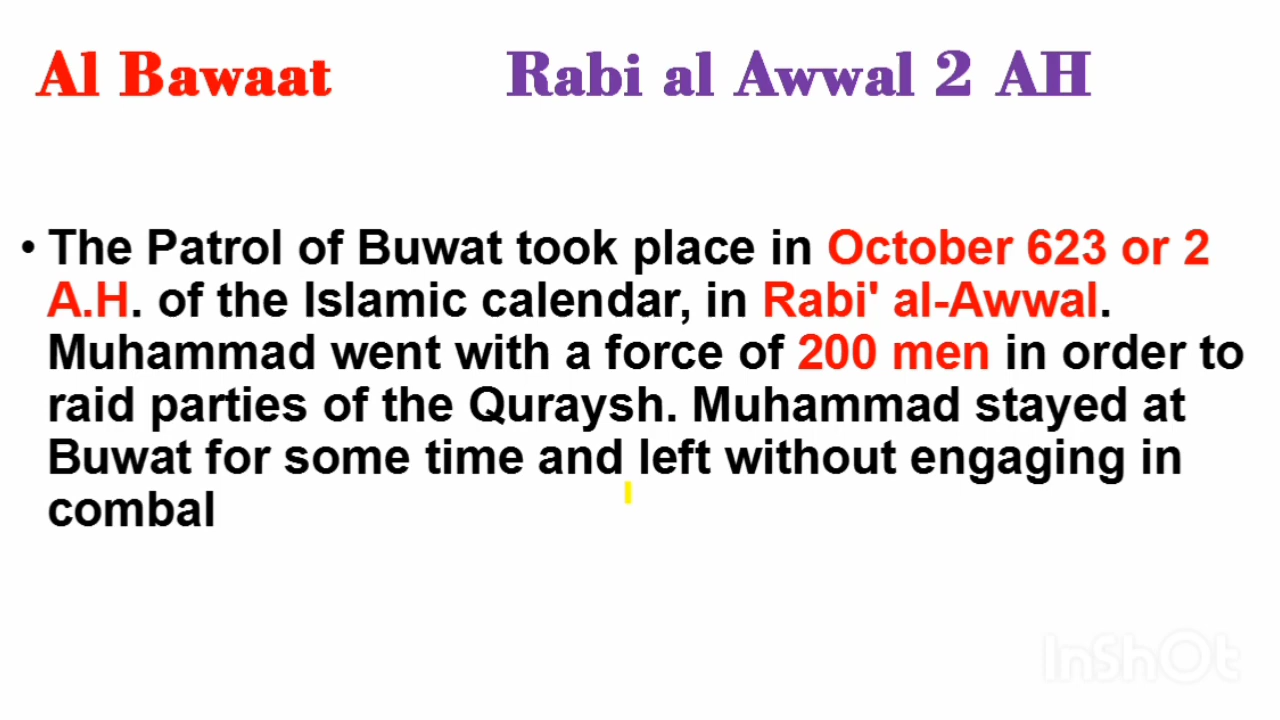 Al Bawaat Rabi al Awwal 2 AH
• The Patrol of Buwat took place in October 623 or 2
A.H. of the Islamic calendar, in Rabi' al-Awwal.
Muhammad went with a force of 200 men in order to
raid parties of the Quraysh. Muhammad stayed at
Buwat for some time and left without engaging in
combal
InShOt